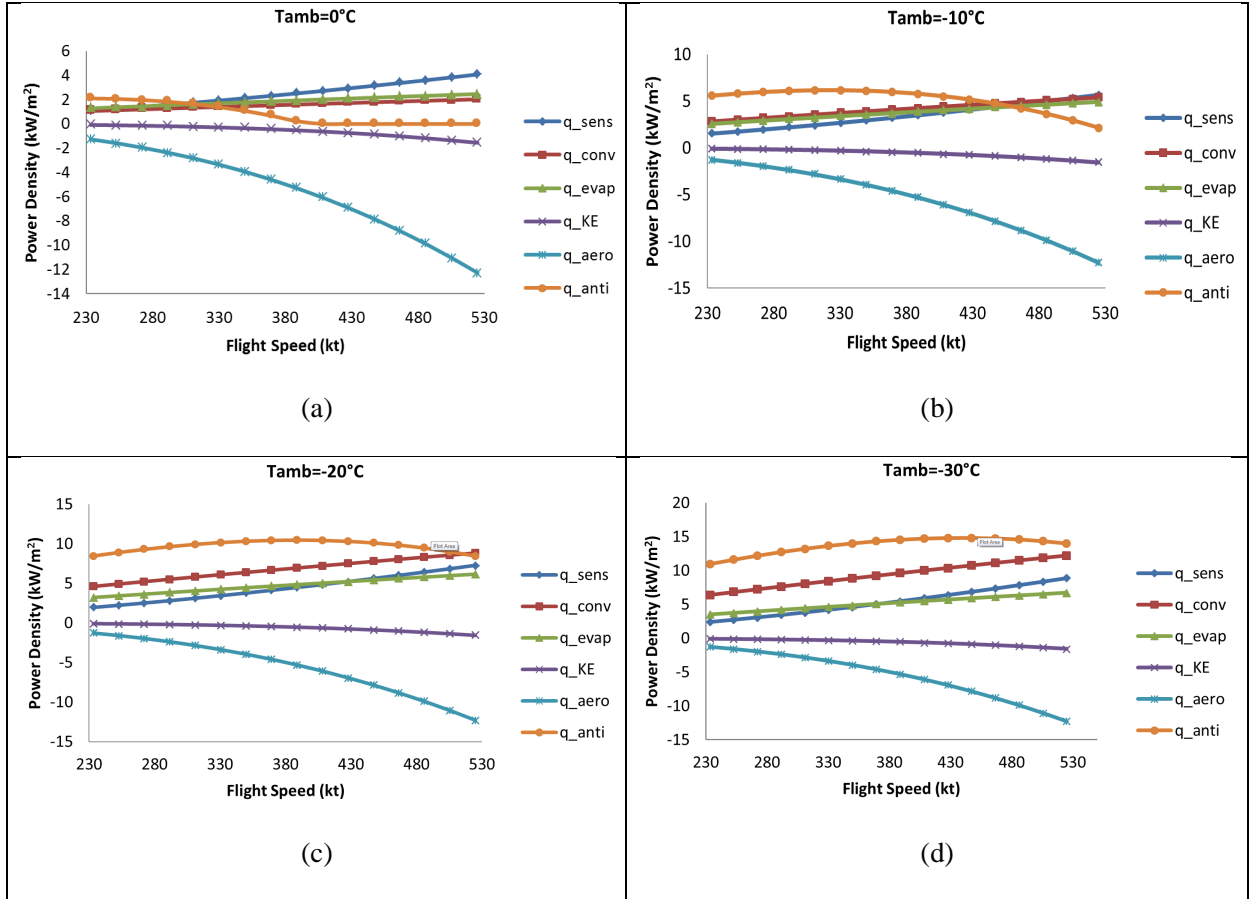 Tamb=0°C
6
4
2
0
-2
-4
-6
-8
-10
-12
-14
Power Density (kW/m²)
230 280 330 380 430 480 530
Flight Speed (kt)
q_sens
q_conv
q_evap
q_KE
q_aero
q_anti
(a)
Tamb=-10°C
10
5
0
-5
-10
-15
Power Density (kW/m²)
230 280 330 380 430 480 530
Flight Speed (kt)
q_sens
q_conv
q_evap
q_KE
q_aero
q_anti
(b)
Tamb=-20°C
15
10
5
0
-5
-10
-15
Power Density (kW/m²)
230 280 330 380 430 480 530
Flight Speed (kt)
Plot Area
q_sens
q_conv
q_evap
q_KE
q_aero
q_anti
(c)
Tamb=-30°C
20
15
10
5
0
-5
-10
-15
Power Density (kW/m²)
230 280 330 380 430 480 530
Flight Speed (kt)
Plot Area
q_sens
q_conv
q_evap
q_KE
q_aero
q_anti
(d)